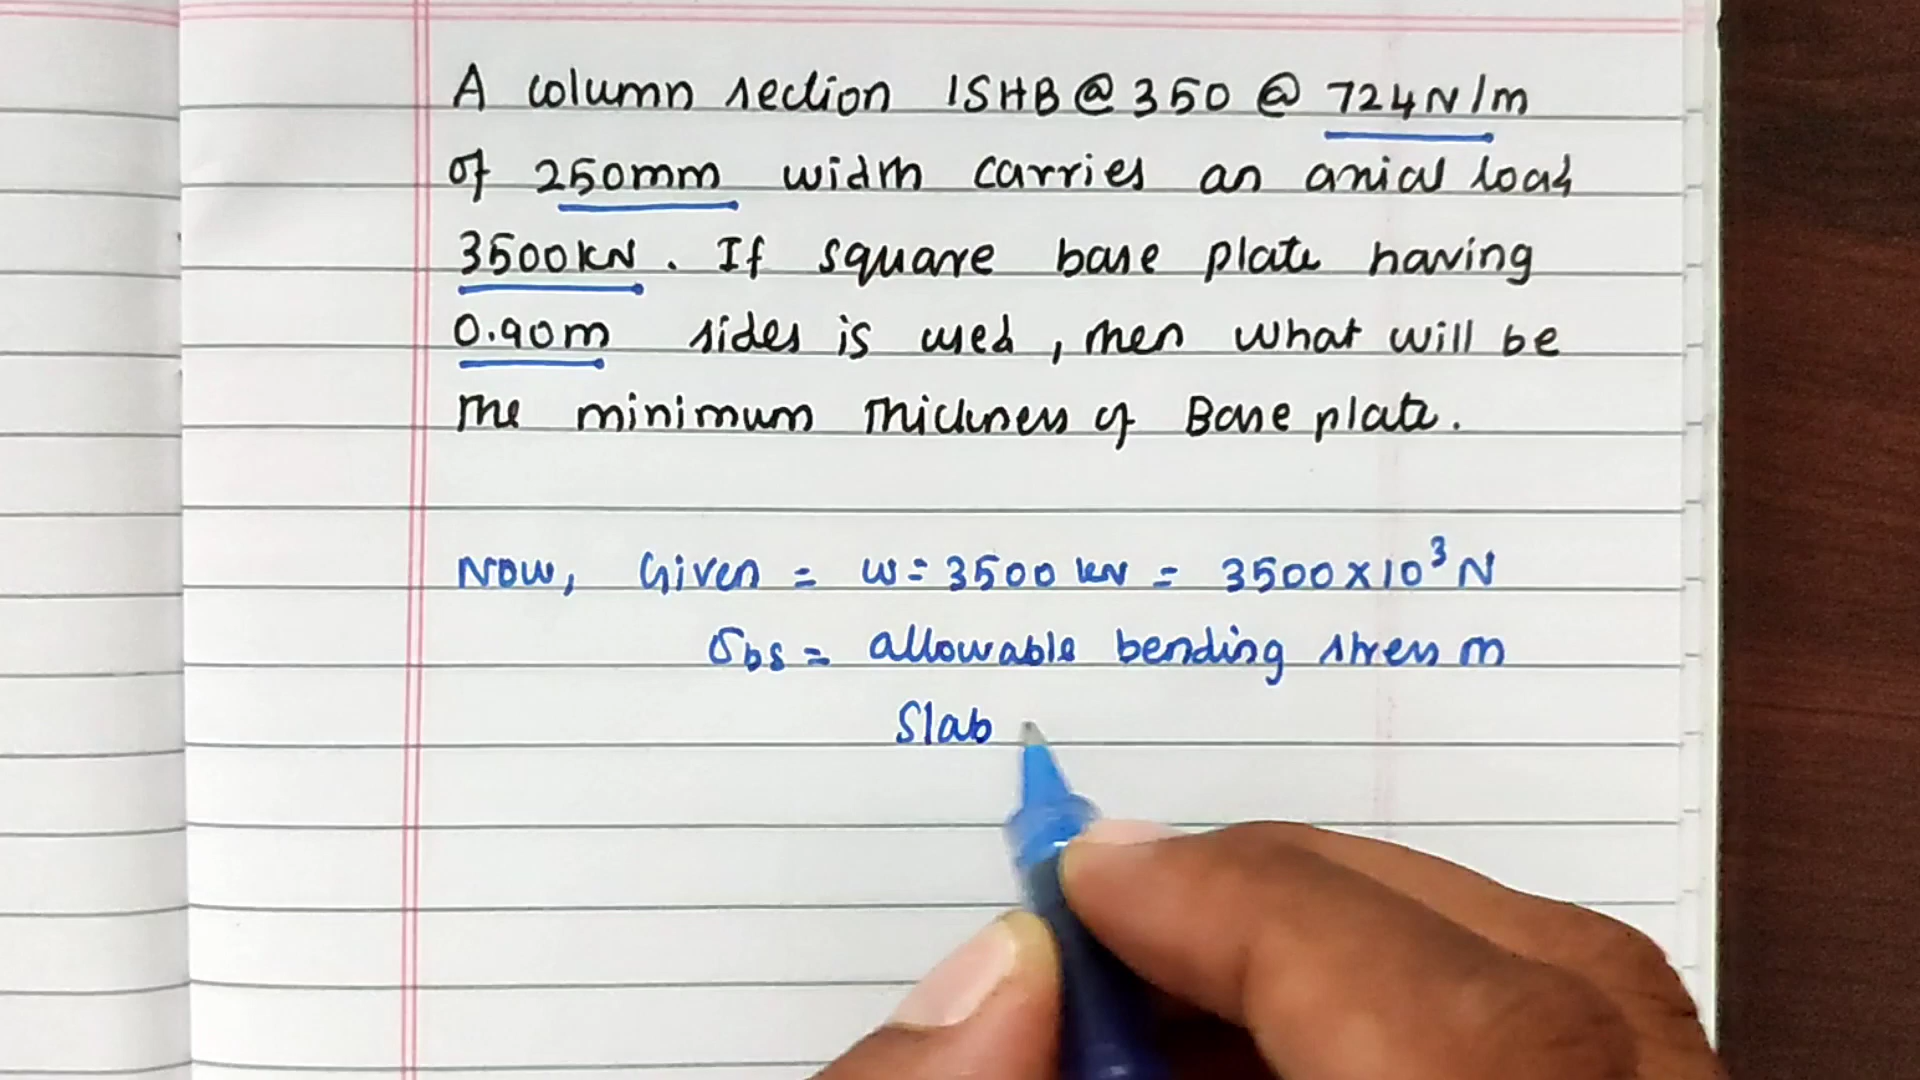 A column section ISHB @ 350 @ 724N/m
of 250mm width carries an axial load
3500kN. If square base plate having
0.90m sides is used, then what will be
the minimum thickness of Base plate.
Now, Given = w = 3500 kN = 3500x10³ N
σbs = allowable bending stress in
Slab